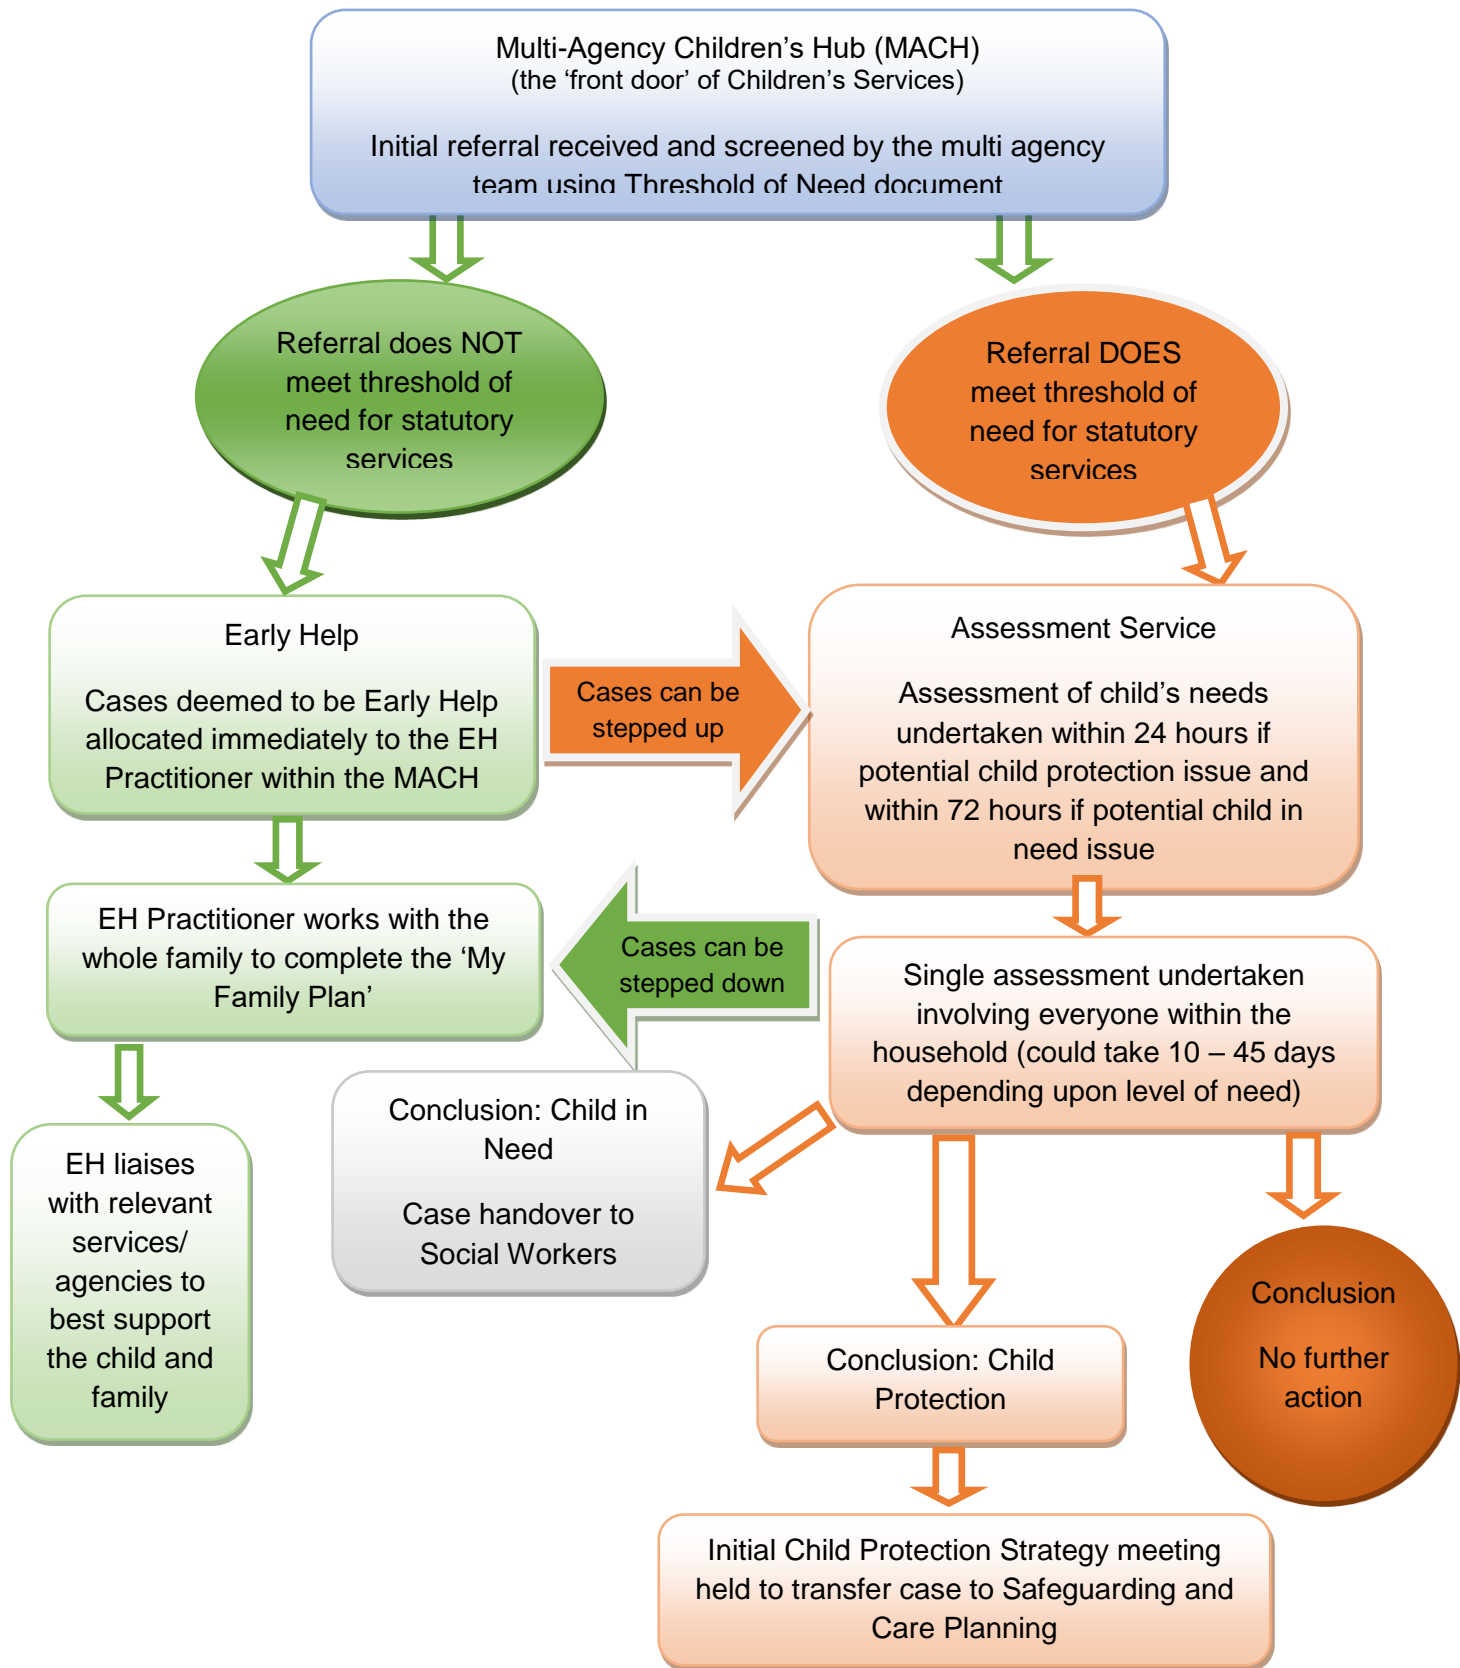 Multi-Agency Children’s Hub (MACH)
(the ‘front door’ of Children’s Services)
Initial referral received and screened by the multi agency
team using Threshold of Need document
Referral does NOT
meet threshold of
need for statutory
services
Referral DOES
meet threshold of
need for statutory
services
Early Help
Cases deemed to be Early Help
allocated immediately to the EH
Practitioner within the MACH
Cases can be
stepped up
Assessment Service
Assessment of child’s needs
undertaken within 24 hours if
potential child protection issue and
within 72 hours if potential child in
need issue
EH Practitioner works with the
whole family to complete the ‘My
Family Plan’
Cases can be
stepped down
Single assessment undertaken
involving everyone within the
household (could take 10 – 45 days
depending upon level of need)
EH liaises
with relevant
services/
agencies to
best support
the child and
family
Conclusion: Child in
Need
Case handover to
Social Workers
Conclusion: Child
Protection
Conclusion
No further
action
Initial Child Protection Strategy meeting
held to transfer case to Safeguarding and
Care Planning